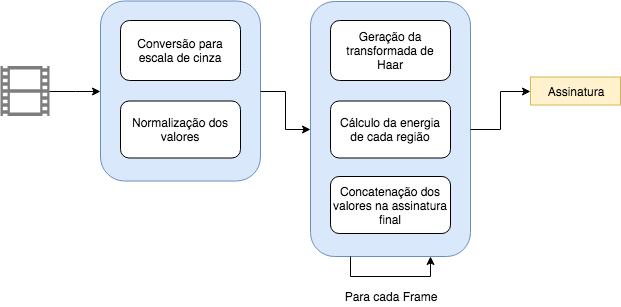 Conversão para
escala de cinza
Normalização dos
valores
Geração da
transformada de
Haar
Cálculo da energia
de cada região
Concatenação dos
valores na assinatura
final
Para cada Frame
Assinatura